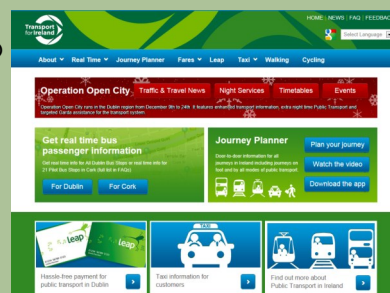 HOME | NEWS | FAQ | FEEDBAC
Transport
for Ireland
Select Language
About Real Time Journey Planner Fares Leap Taxi Walking Cycling
Operation Open City
Traffic & Travel News
Night Services
Timetables
Events
Operation Open City runs in the Dublin region from December 9th to 24th. It features enhanced transport information, extra night time Public Transport and
targeted Garda assistance for the transport system.
Get real time bus
passenger information
Get real time info for All Dublin Bus Stops or real time info for
21 Pilot Bus Stops in Cork (full list in FAQs)
For Dublin
For Cork
Journey Planner
Door-to-door information for all
journeys in Ireland including journeys on
foot and by all modes of public transport.
Plan your journey
Watch the video
Download the app
leap
leap
TAXI
Hassle-free payment for
public transport in Dublin
Taxi information for
customers
Find out more about
Public Transport in Ireland